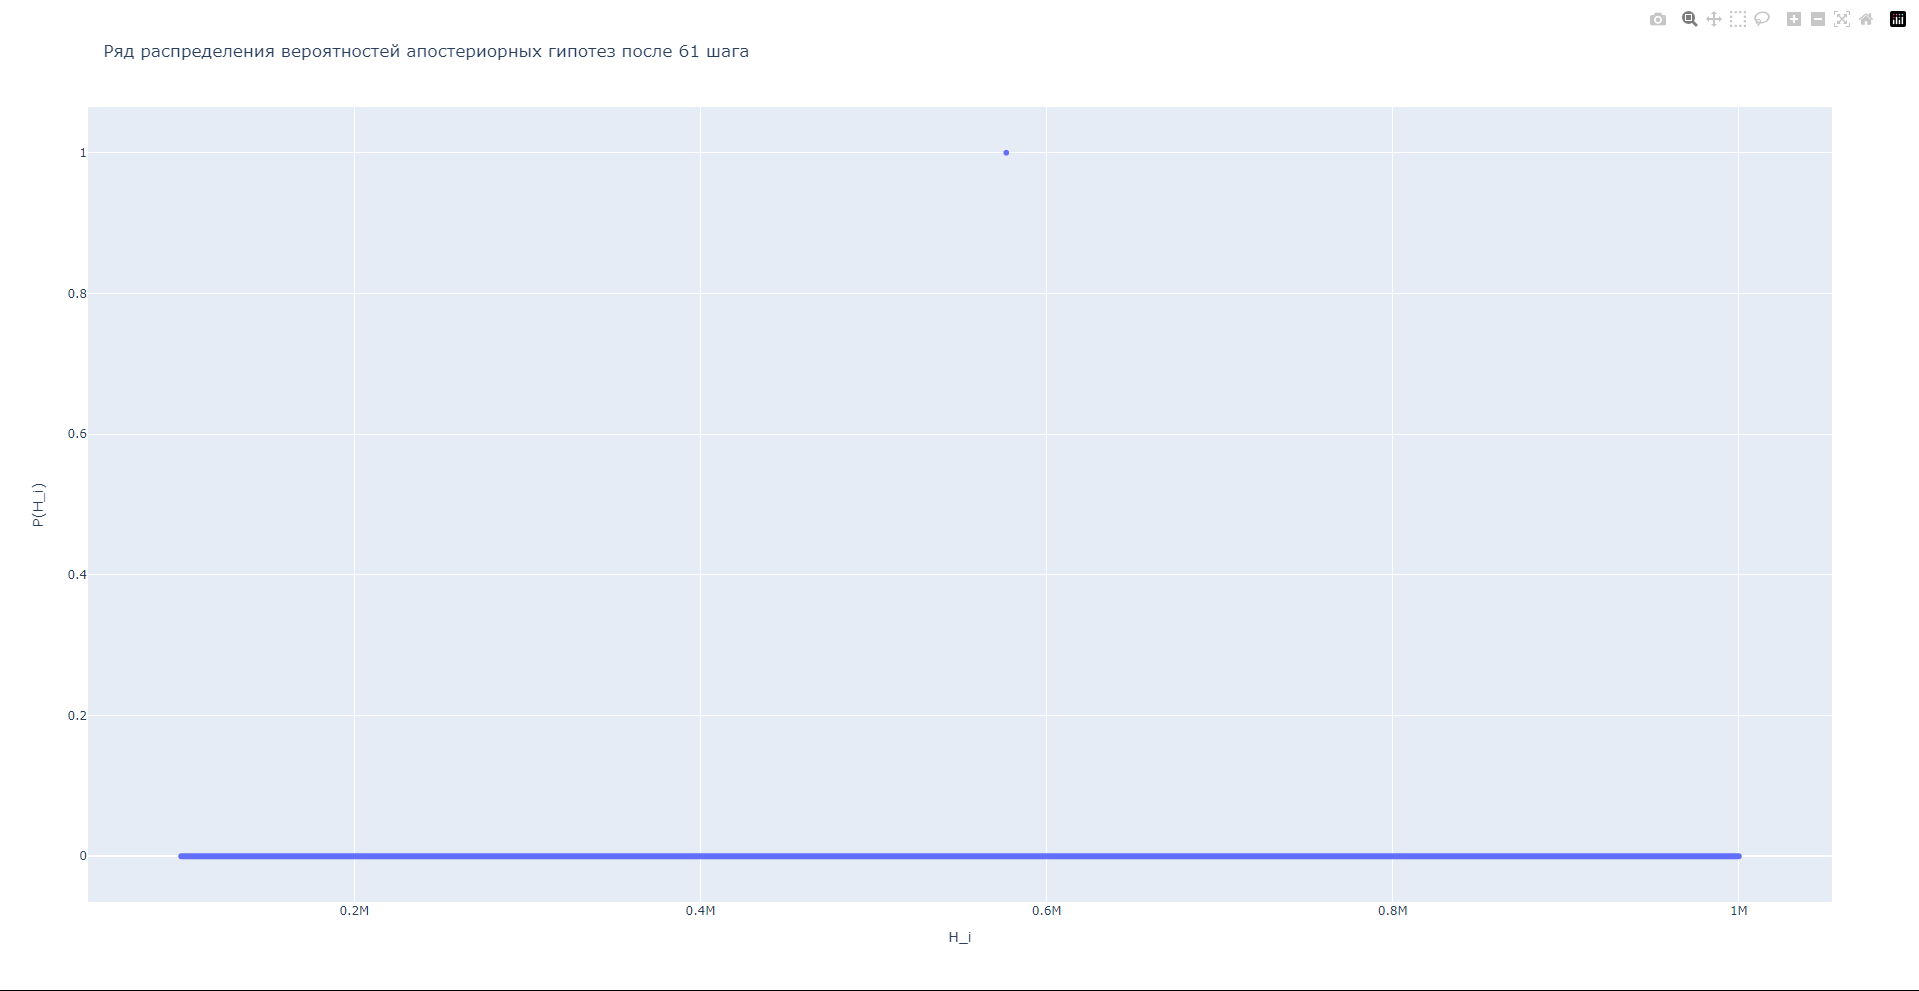 Ряд распределения вероятностей апостериорных гипотез после 61 шага
1
0.8
0.6
0.4
0.2
0
P(H_i)
0.2M 0.4M 0.6M 0.8M 1M
H_i